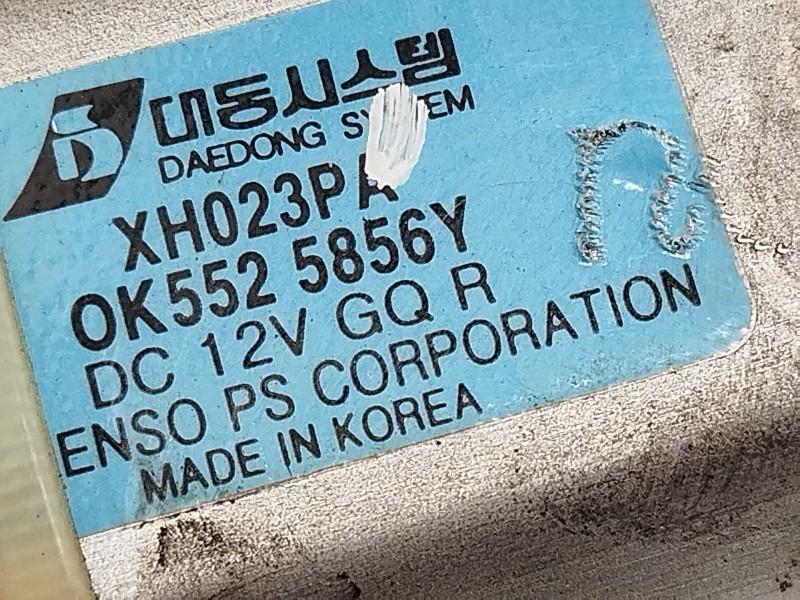 대동시스템
DAEDONG
XH023PA
0K552 5856Y
DC 12V GQ R
ENSO PS CORPORATION
MADE IN KOREA